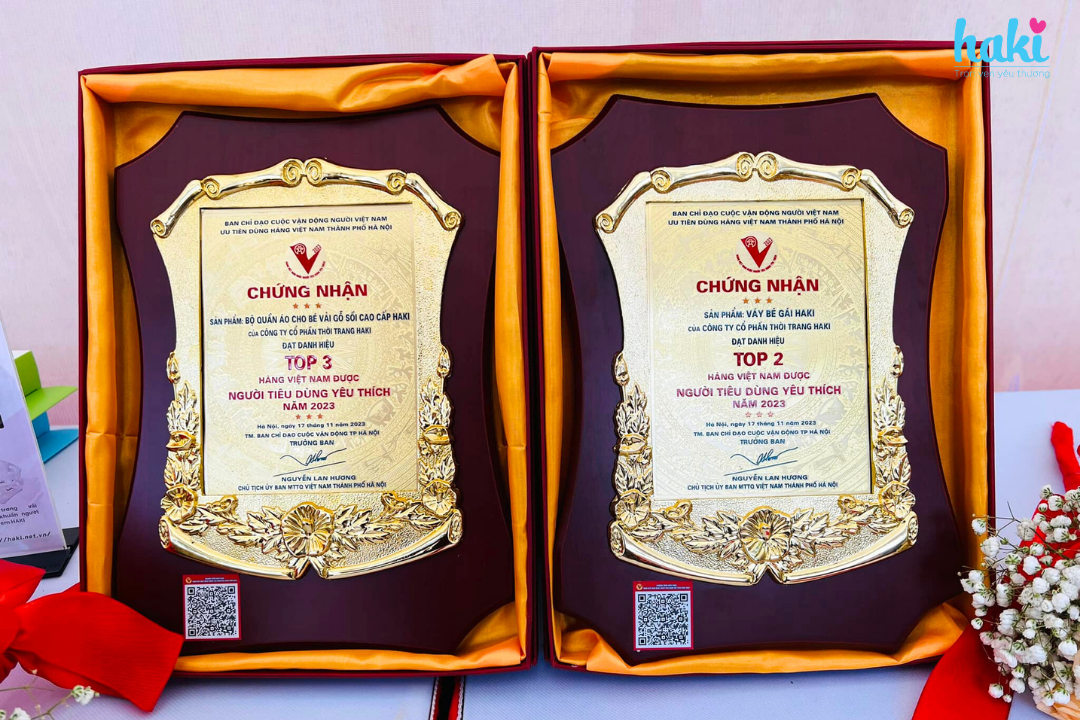 haki
Trọn vẹn yêu thương
BAN CHỈ ĐẠO CUỘC VẬN ĐỘNG NGƯỜI VIỆT NAM
ƯU TIÊN DÙNG HÀNG VIỆT NAM THÀNH PHỐ HÀ NỘI
CHỨNG NHẬN
SẢN PHẨM: BỘ QUẦN ÁO CHO BÉ VẢI GỖ SỒI CAO CẤP HAKI
CỦA CÔNG TY CỔ PHẦN THỜI TRANG HAKI
ĐẠT DANH HIỆU
TOP 3
HÀNG VIỆT NAM ĐƯỢC
NGƯỜI TIÊU DÙNG YÊU THÍCH
NĂM 2023
Hà Nội, ngày 17 tháng 11 năm 2023
TM. BAN CHỈ ĐẠO CUỘC VẬN ĐỘNG TP HÀ NỘI
TRƯỞNG BAN
NGUYỄN LAN HƯƠNG
CHỦ TỊCH ỦY BAN MTTQ VIỆT NAM THÀNH PHỐ HÀ NỘI
BAN CHỈ ĐẠO CUỘC VẬN ĐỘNG NGƯỜI VIỆT NAM
ƯU TIÊN DÙNG HÀNG VIỆT NAM THÀNH PHỐ HÀ NỘI
CHỨNG NHẬN
SẢN PHẨM: VÁY BÉ GÁI HAKI
CỦA CÔNG TY CỔ PHẦN THỜI TRANG HAKI
ĐẠT DANH HIỆU
TOP 2
HÀNG VIỆT NAM ĐƯỢC
NGƯỜI TIÊU DÙNG YÊU THÍCH
NĂM 2023
Hà Nội, ngày 17 tháng 11 năm 2023
TM. BAN CHỈ ĐẠO CUỘC VẬN ĐỘNG TP HÀ NỘI
TRƯỞNG BAN
NGUYỄN LAN HƯƠNG
CHỦ TỊCH ỦY BAN MTTQ VIỆT NAM THÀNH PHỐ HÀ NỘI
trang vải
//haki.net.vn/